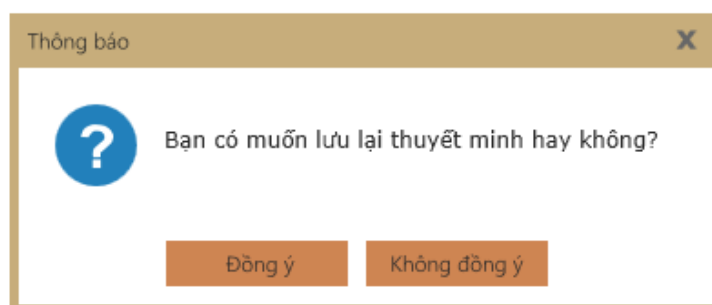 Thông báo
X
?
Bạn có muốn lưu lại thuyết minh hay không?
Đồng ý
Không đồng ý